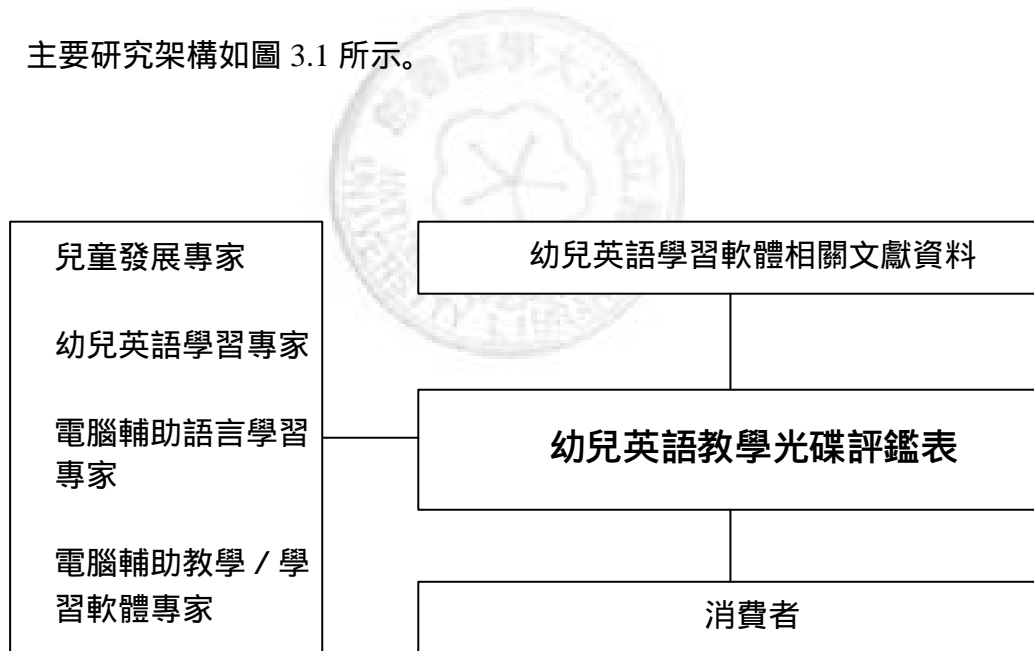 主要研究架構如圖 3.1 所示。
兒童發展專家
幼兒英語學習專家
電腦輔助語言學習
專家
電腦輔助教學 / 學
習軟體專家
幼兒英語學習軟體相關文獻資料
幼兒英語教學光碟評鑑表
消費者